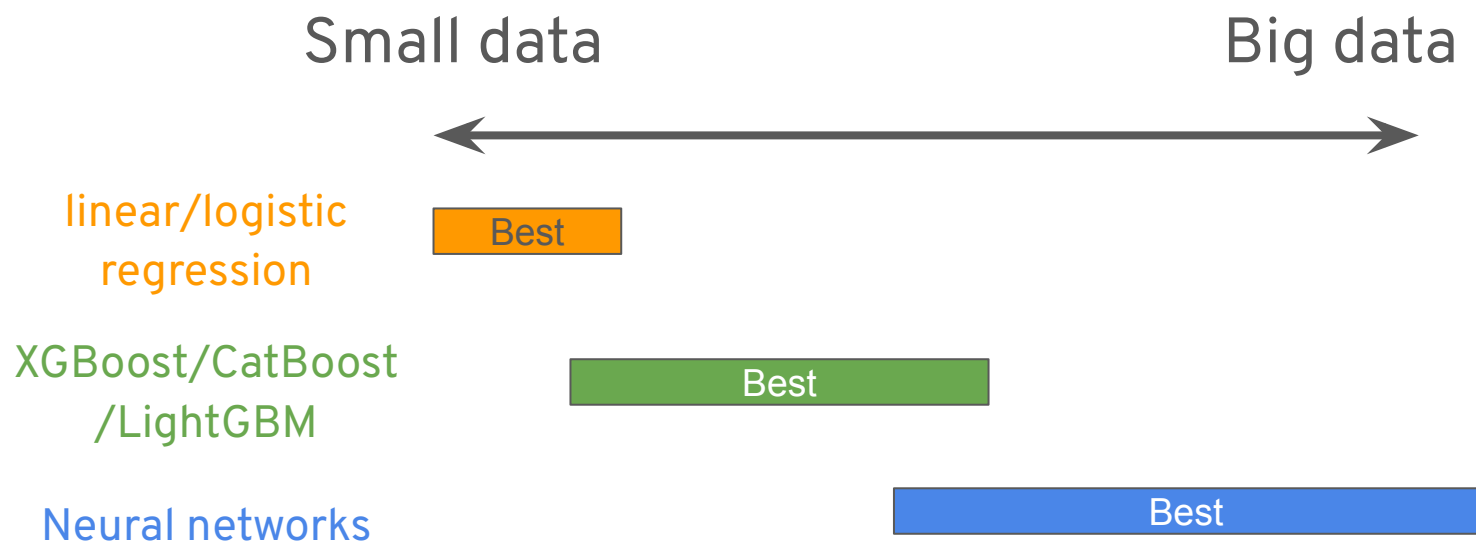 Small data Big data
linear/logistic
regression
Best
XGBoost/CatBoost
/LightGBM
Best
Neural networks
Best